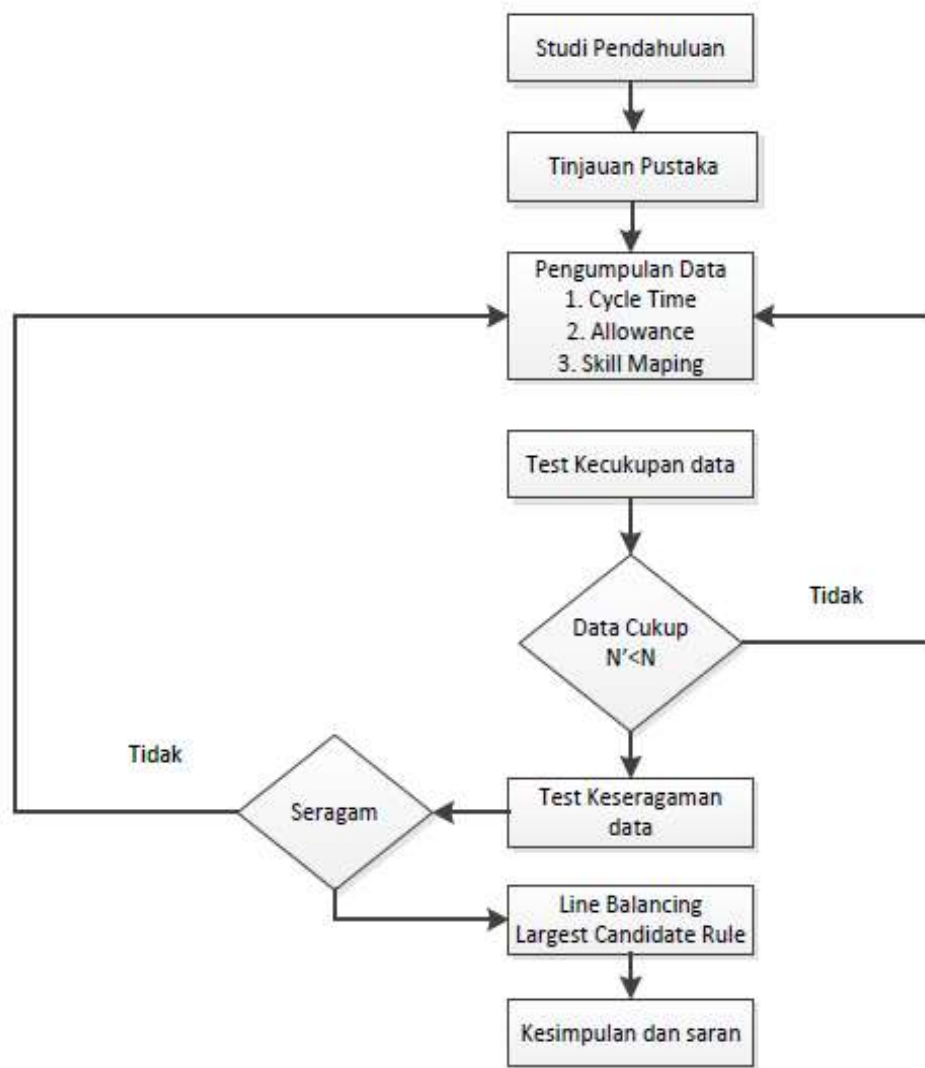 Studi Pendahuluan
Tinjauan Pustaka
Pengumpulan Data
1. Cycle Time
2. Allowance
3. Skill Maping
Test Kecukupan data
Data Cukup
N'<N
Tidak
Test Keseragaman
data
Seragam
Tidak
Line Balancing
Largest Candidate Rule
Kesimpulan dan saran